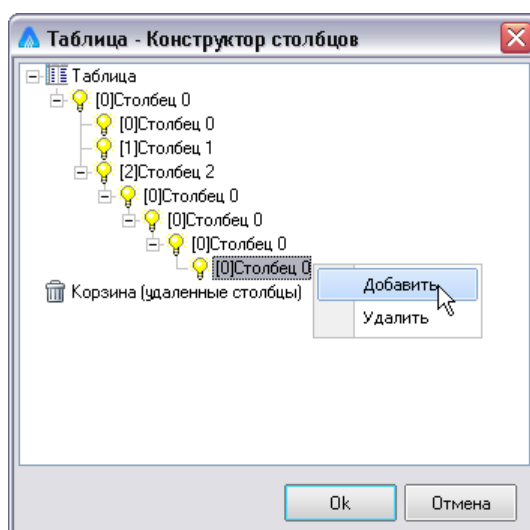 Таблица - Конструктор столбцов
Таблица
[0]Столбец 0
[0]Столбец 0
[1]Столбец 1
[2]Столбец 2
[0]Столбец 0
[0]Столбец 0
[0]Столбец 0
[0]Столбец 0
Корзина (удаленные столбцы)
Добавить
Удалить
Ok
Отмена